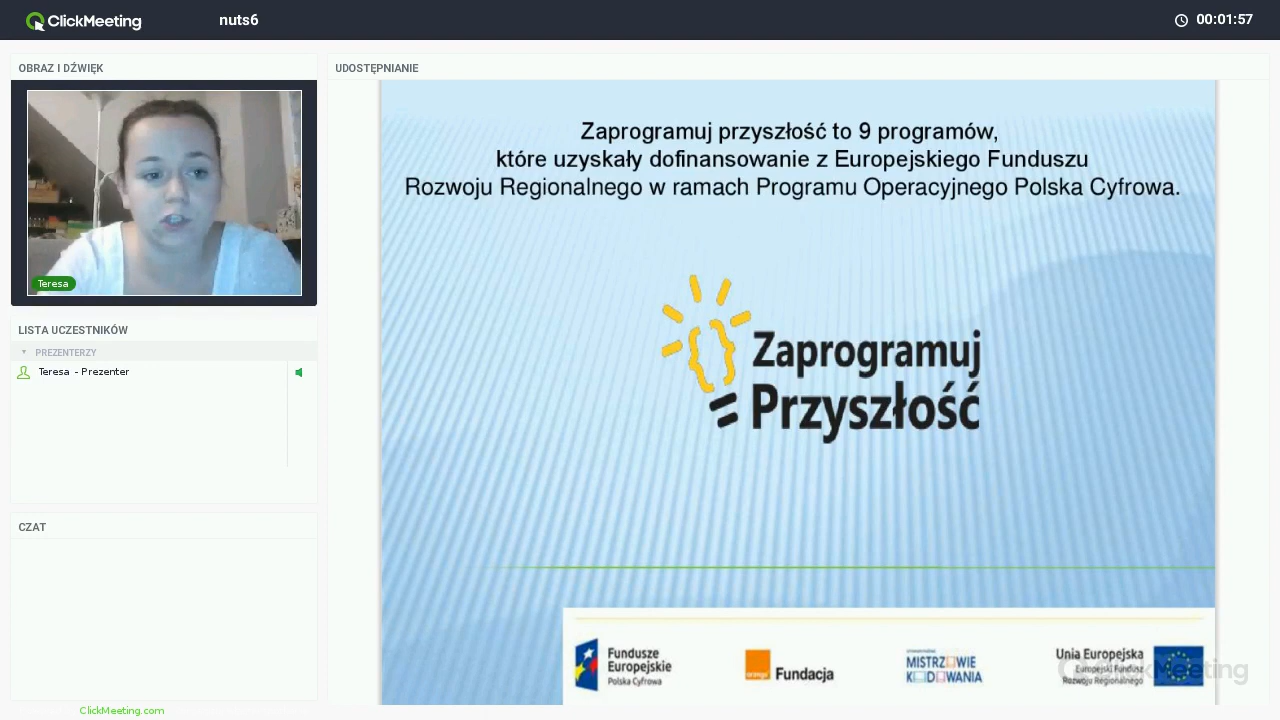 ClickMeeting
nuts6
00:01:57
OBRAZ I DŹWIĘK
Teresa
LISTA UCZESTNIKÓW
PREZENTERZY
Teresa - Prezenter
CZAT
ClickMeeting.com
UDOSTĘPNIANIE
Zaprogramuj przyszłość to 9 programów,
które uzyskały dofinansowanie z Europejskiego Funduszu
Rozwoju Regionalnego w ramach Programu Operacyjnego Polska Cyfrowa.
Zaprogramuj
Przyszłość
Fundusze
Europejskie
Polska Cyfrowa
orange
Fundacja
MISTRZOWIE
KODOWANIA
Unia Europejska
Europejski Fundusz
Rozwoju Regionalnego
ClickMeeting